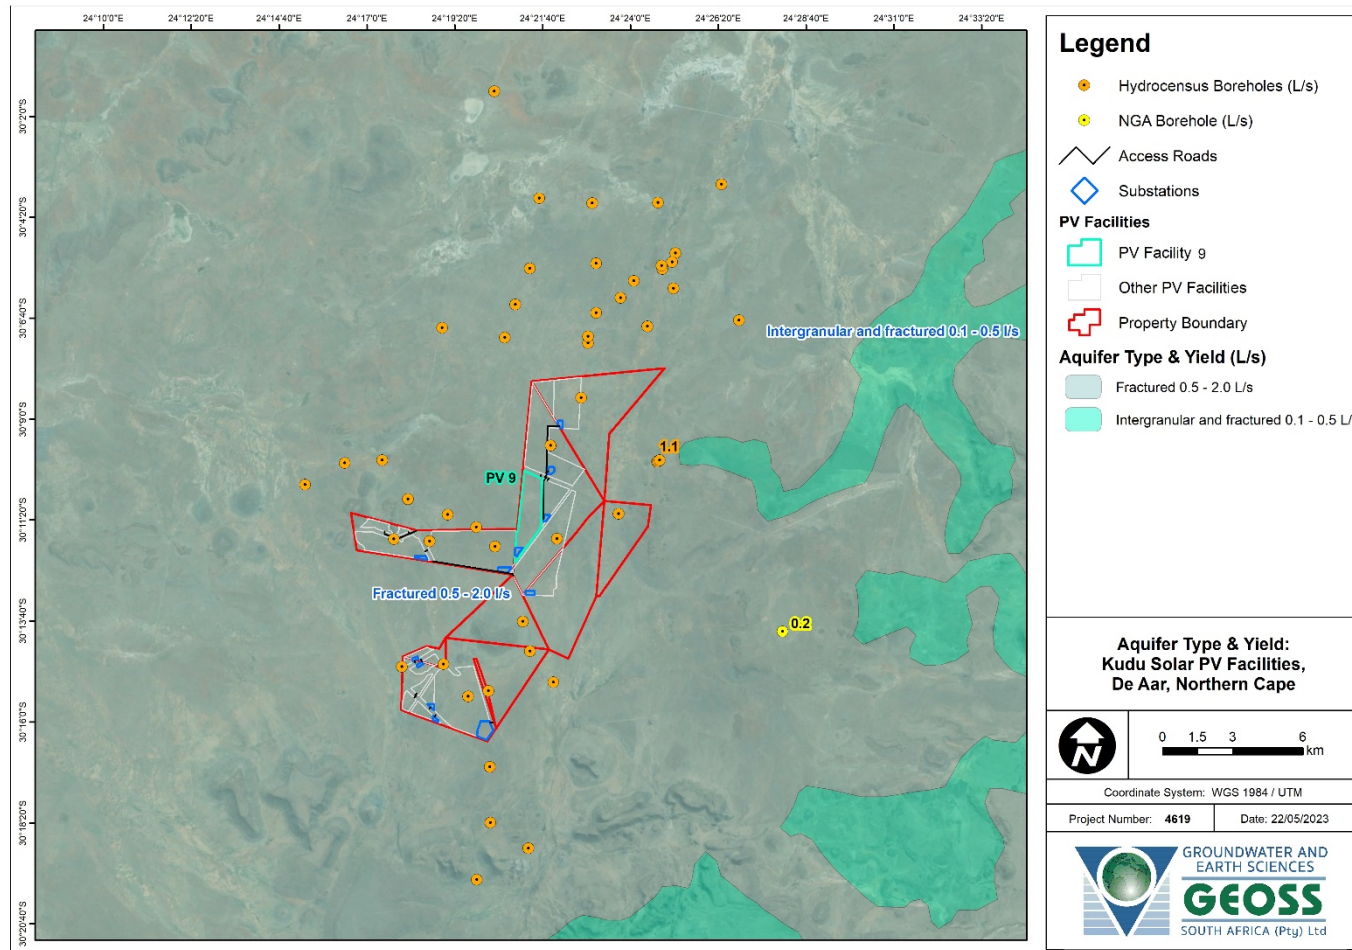 24°10'0"E 24°12'20"E 24°14'40"E 24°17'0"E 24°19'20"E 24°21'40"E 24°24'0"E 24°26'20"E 24°28'40"E 24°31'0"E 24°33'20"E
30°2'0"S
30°4'20"S
30°6'40"S
30°9'0"S
30°11'20"S
30°13'40"S
30°16'0"S
30°18'20"S
30°20'40"S
Intergranular and fractured 0.1 - 0.5 l/s
1.1
PV 9
Fractured 0.5 - 2.0 l/s
0.2
Legend
Hydrocensus Boreholes (L/s)
NGA Borehole (L/s)
Access Roads
Substations
PV Facilities
PV Facility 9
Other PV Facilities
Property Boundary
Aquifer Type & Yield (L/s)
Fractured 0.5 - 2.0 L/s
Intergranular and fractured 0.1 - 0.5 L/
Aquifer Type & Yield:
Kudu Solar PV Facilities,
De Aar, Northern Cape
N
0 1.5 3 6
km
Coordinate System: WGS 1984 / UTM
Project Number: 4619 Date: 22/05/2023
GROUNDWATER AND
EARTH SCIENCES
GEOSS
SOUTH AFRICA (Pty) Ltd